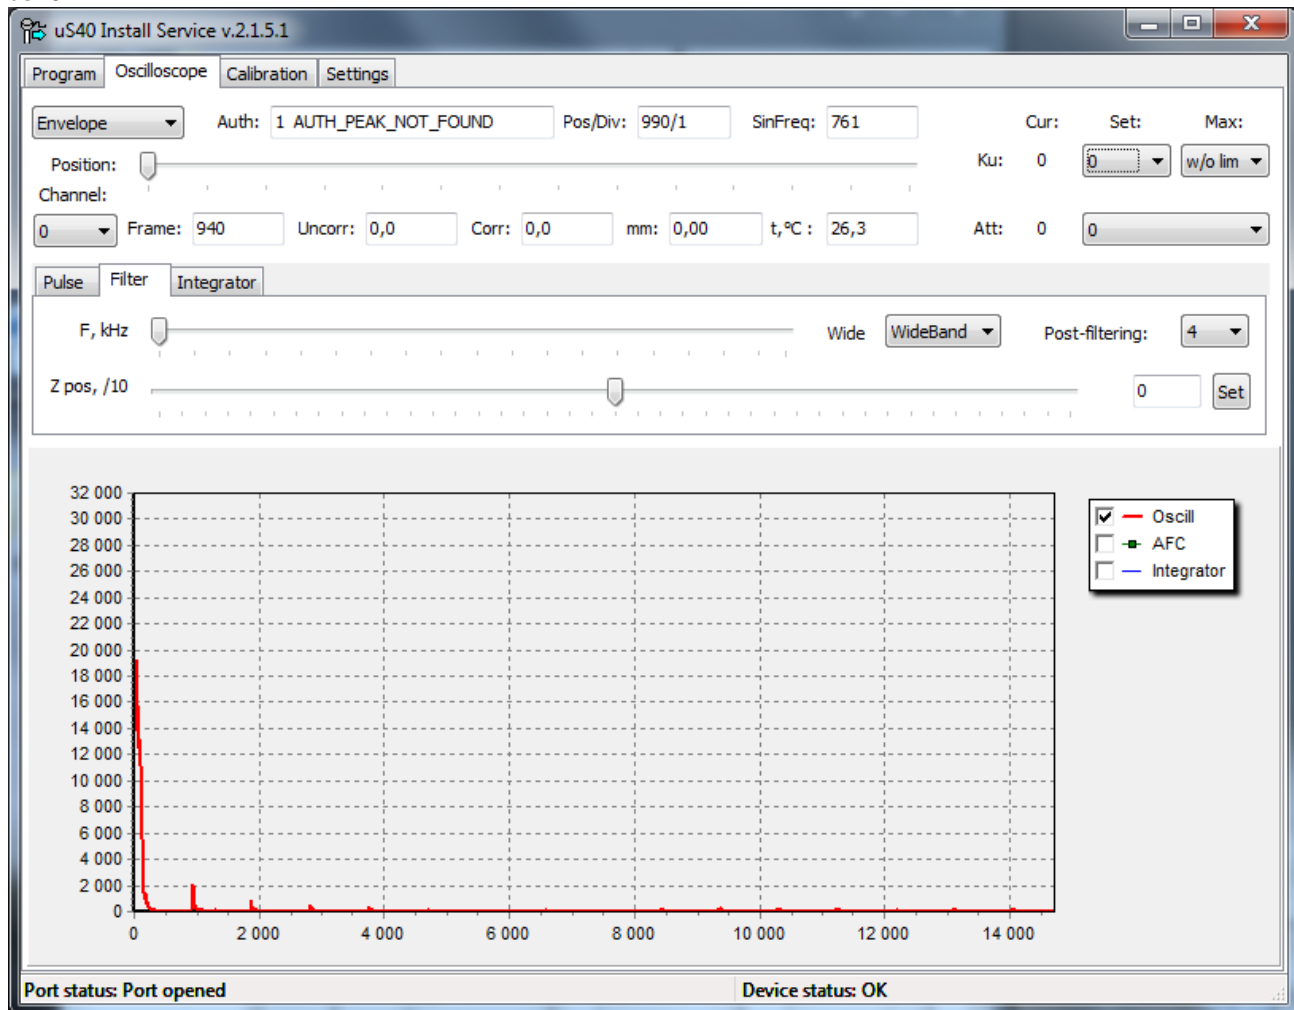 uS40 Install Service v.2.1.5.1
Program Oscilloscope Calibration Settings
Envelope Auth: 1 AUTH_PEAK_NOT_FOUND Pos/Div: 990/1 SinFreq: 761 Cur: Set: Max:
Position: Ku: 0 0 w/o lim
Channel:
0 Frame: 940 Uncorr: 0,0 Corr: 0,0 mm: 0,00 t,°C : 26,3 Att: 0 0
Pulse Filter Integrator
F, kHz Wide WideBand Post-filtering: 4
Z pos, /10 0 Set
32 000
30 000
28 000
26 000
24 000
22 000
20 000
18 000
16 000
14 000
12 000
10 000
8 000
6 000
4 000
2 000
0
0 2 000 4 000 6 000 8 000 10 000 12 000 14 000
Oscill
AFC
Integrator
Port status: Port opened Device status: OK